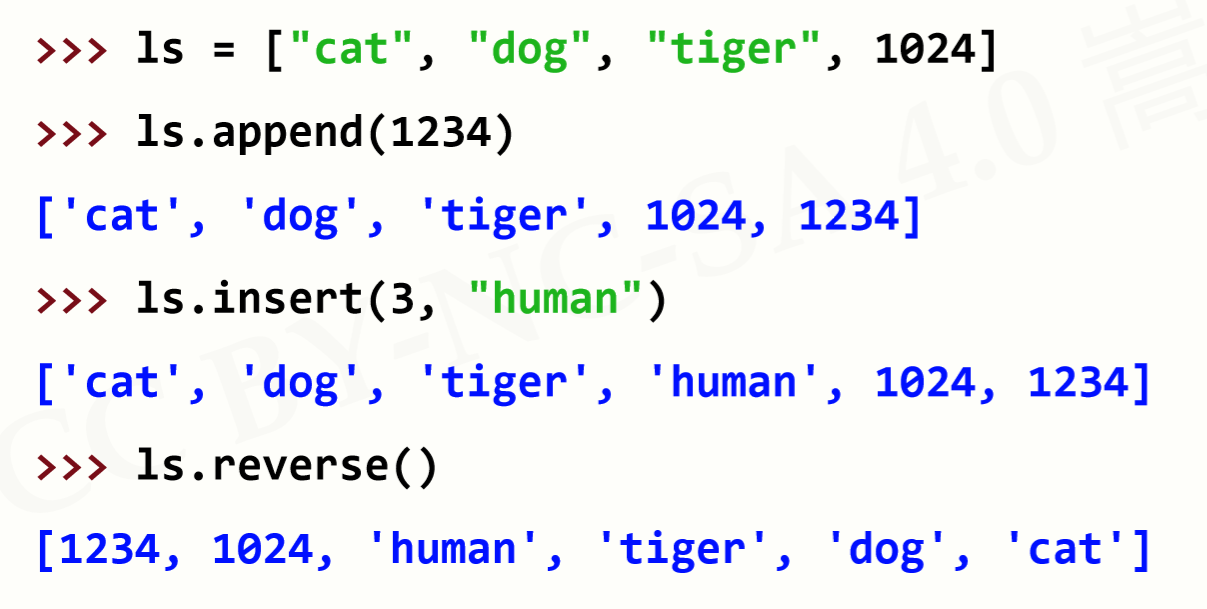 >>> ls = ["cat", "dog", "tiger", 1024]
>>> ls.append(1234)
['cat', 'dog', 'tiger', 1024, 1234]
>>> ls.insert(3, "human")
['cat', 'dog', 'tiger', 'human', 1024, 1234]
>>> ls.reverse()
[1234, 1024, 'human', 'tiger', 'dog', 'cat']
CC BY-NC-SA 4.0 嵩